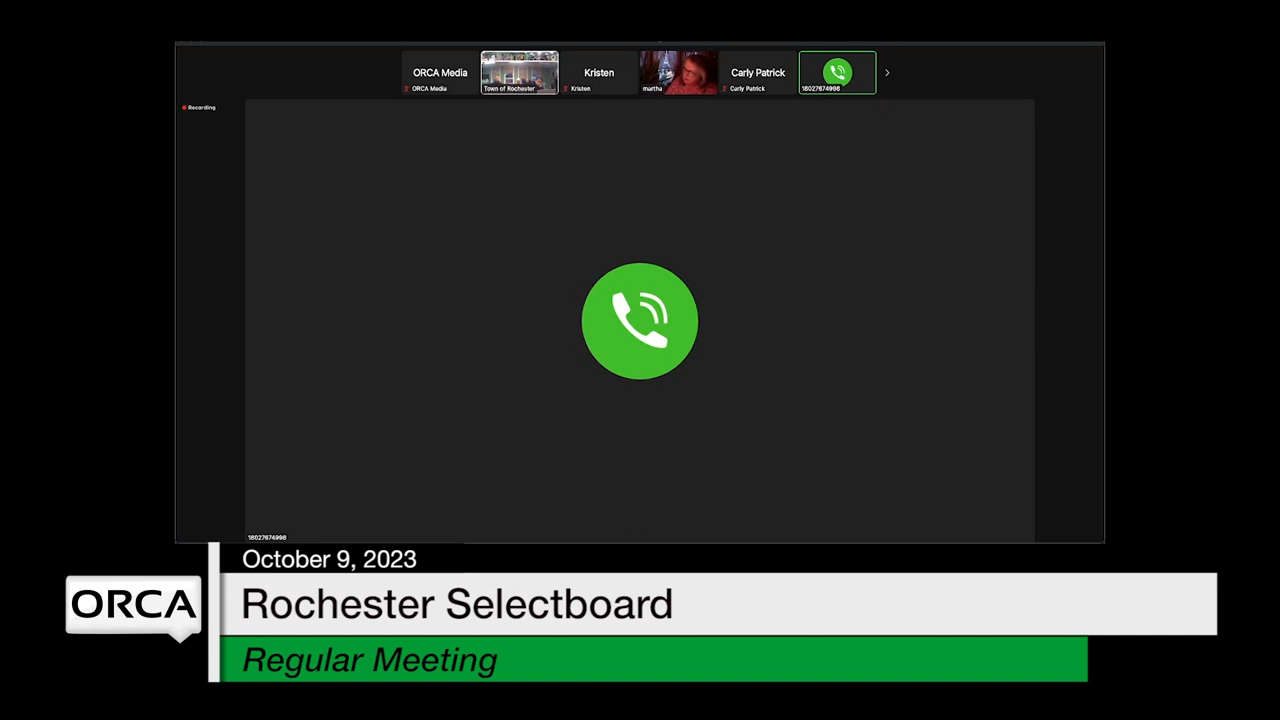 ORCA Media
Kristen
Carly Patrick
ORCA Media
Town of Rochester
Kristen
martha
Carly Patrick
18027674998
Recording
18027674998
October 9, 2023
ORCA
Rochester Selectboard
Regular Meeting